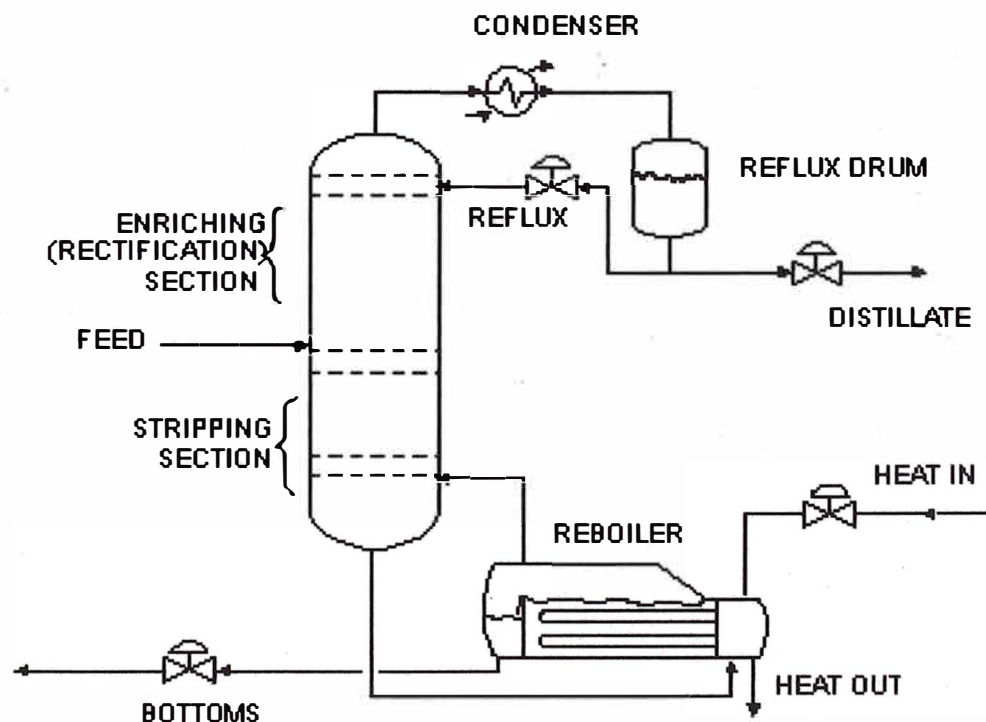 CONDENSER
REFLUX DRUM
REFLUX
ENRICHING
(RECTIFICATION)
SECTION
DISTILLATE
FEED
STRIPPING
SECTION
HEAT IN
REBOILER
HEAT OUT
BOTTOMS